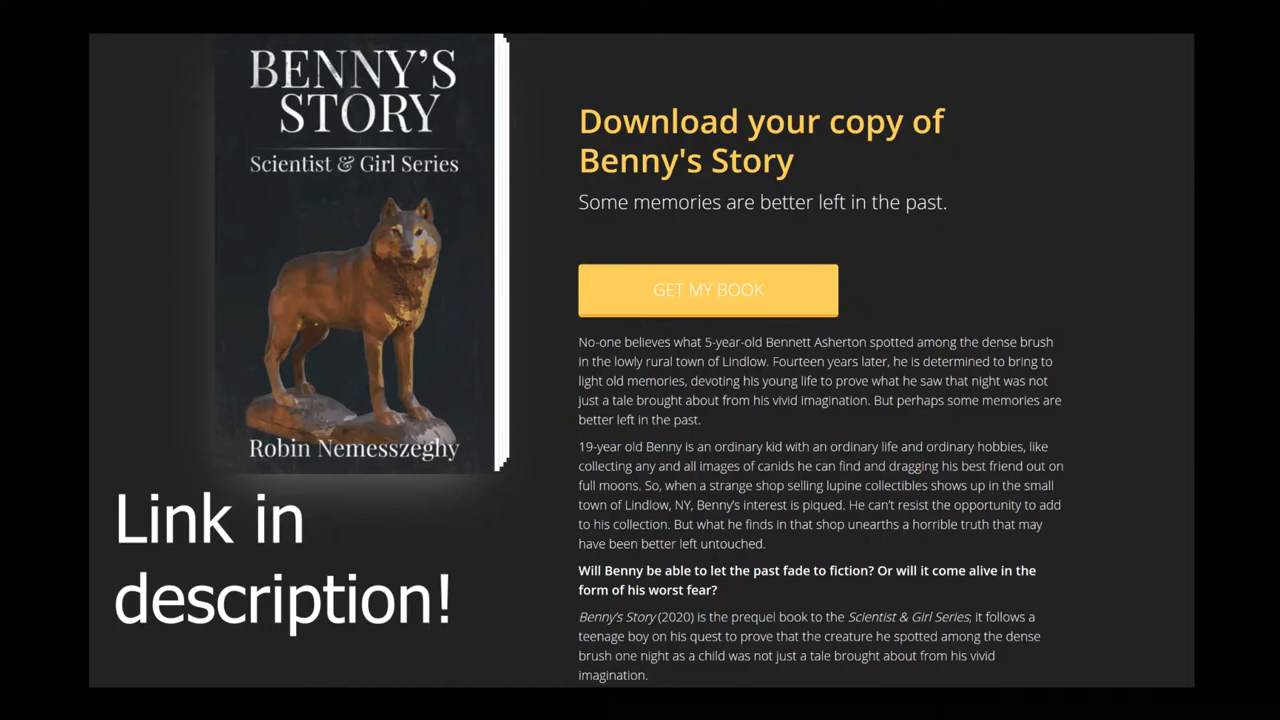 BENNY'S
STORY
Scientist & Girl Series
Robin Nemesszeghy
Link in
description!
Download your copy of
Benny's Story
Some memories are better left in the past.
GET MY BOOK
No-one believes what 5-year-old Bennett Asherton spotted among the dense brush
in the lowly rural town of Lindlow. Fourteen years later, he is determined to bring to
light old memories, devoting his young life to prove what he saw that night was not
just a tale brought about from his vivid imagination. But perhaps some memories are
better left in the past.
19-year old Benny is an ordinary kid with an ordinary life and ordinary hobbies, like
collecting any and all images of canids he can find and dragging his best friend out on
full moons. So, when a strange shop selling lupine collectibles shows up in the small
town of Lindlow, NY, Benny's interest is piqued. He can't resist the opportunity to add
to his collection. But what he finds in that shop unearths a horrible truth that may
have been better left untouched.
Will Benny be able to let the past fade to fiction? Or will it come alive in the
form of his worst fear?
Benny's Story (2020) is the prequel book to the Scientist & Girl Series; it follows a
teenage boy on his quest to prove that the creature he spotted among the dense
brush one night as a child was not just a tale brought about from his vivid
imagination.